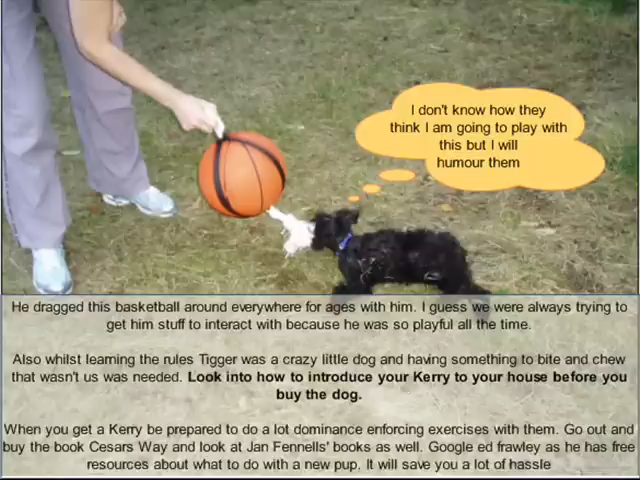 I don't know how they
think I am going to play with
this but I will
humour them
He dragged this basketball around everywhere for ages with him. I guess we were always trying to
get him stuff to interact with because he was so playful all the time.
Also whilst learning the rules Tigger was a crazy little dog and having something to bite and chew
that wasn't us was needed. Look into how to introduce your Kerry to your house before you
buy the dog.
When you get a Kerry be prepared to do a lot dominance enforcing exercises with them. Go out and
buy the book Cesars Way and look at Jan Fennells' books as well. Google ed frawley as he has free
resources about what to do with a new pup. It will save you a lot of hassle